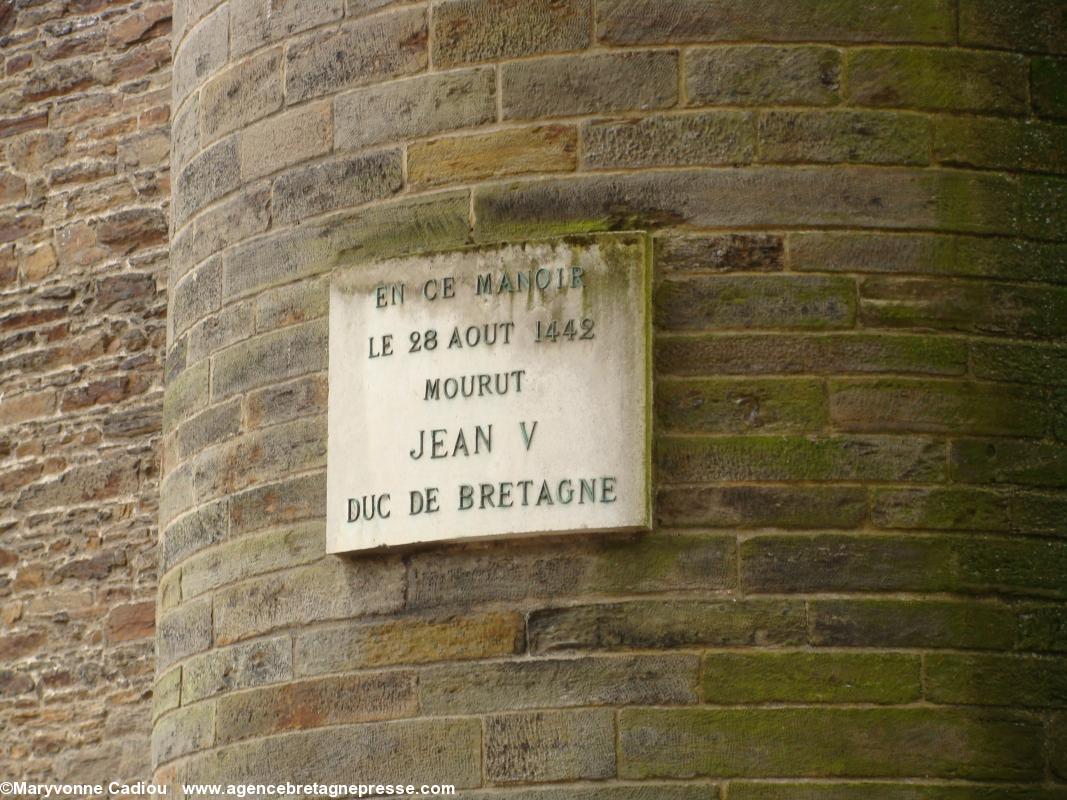 EN CE MANOIR
LE 28 AOUT 1442
MOURUT
JEAN V
DUC DE BRETAGNE
©Maryvonne Cadiou www.agencebretagnepresse.com/